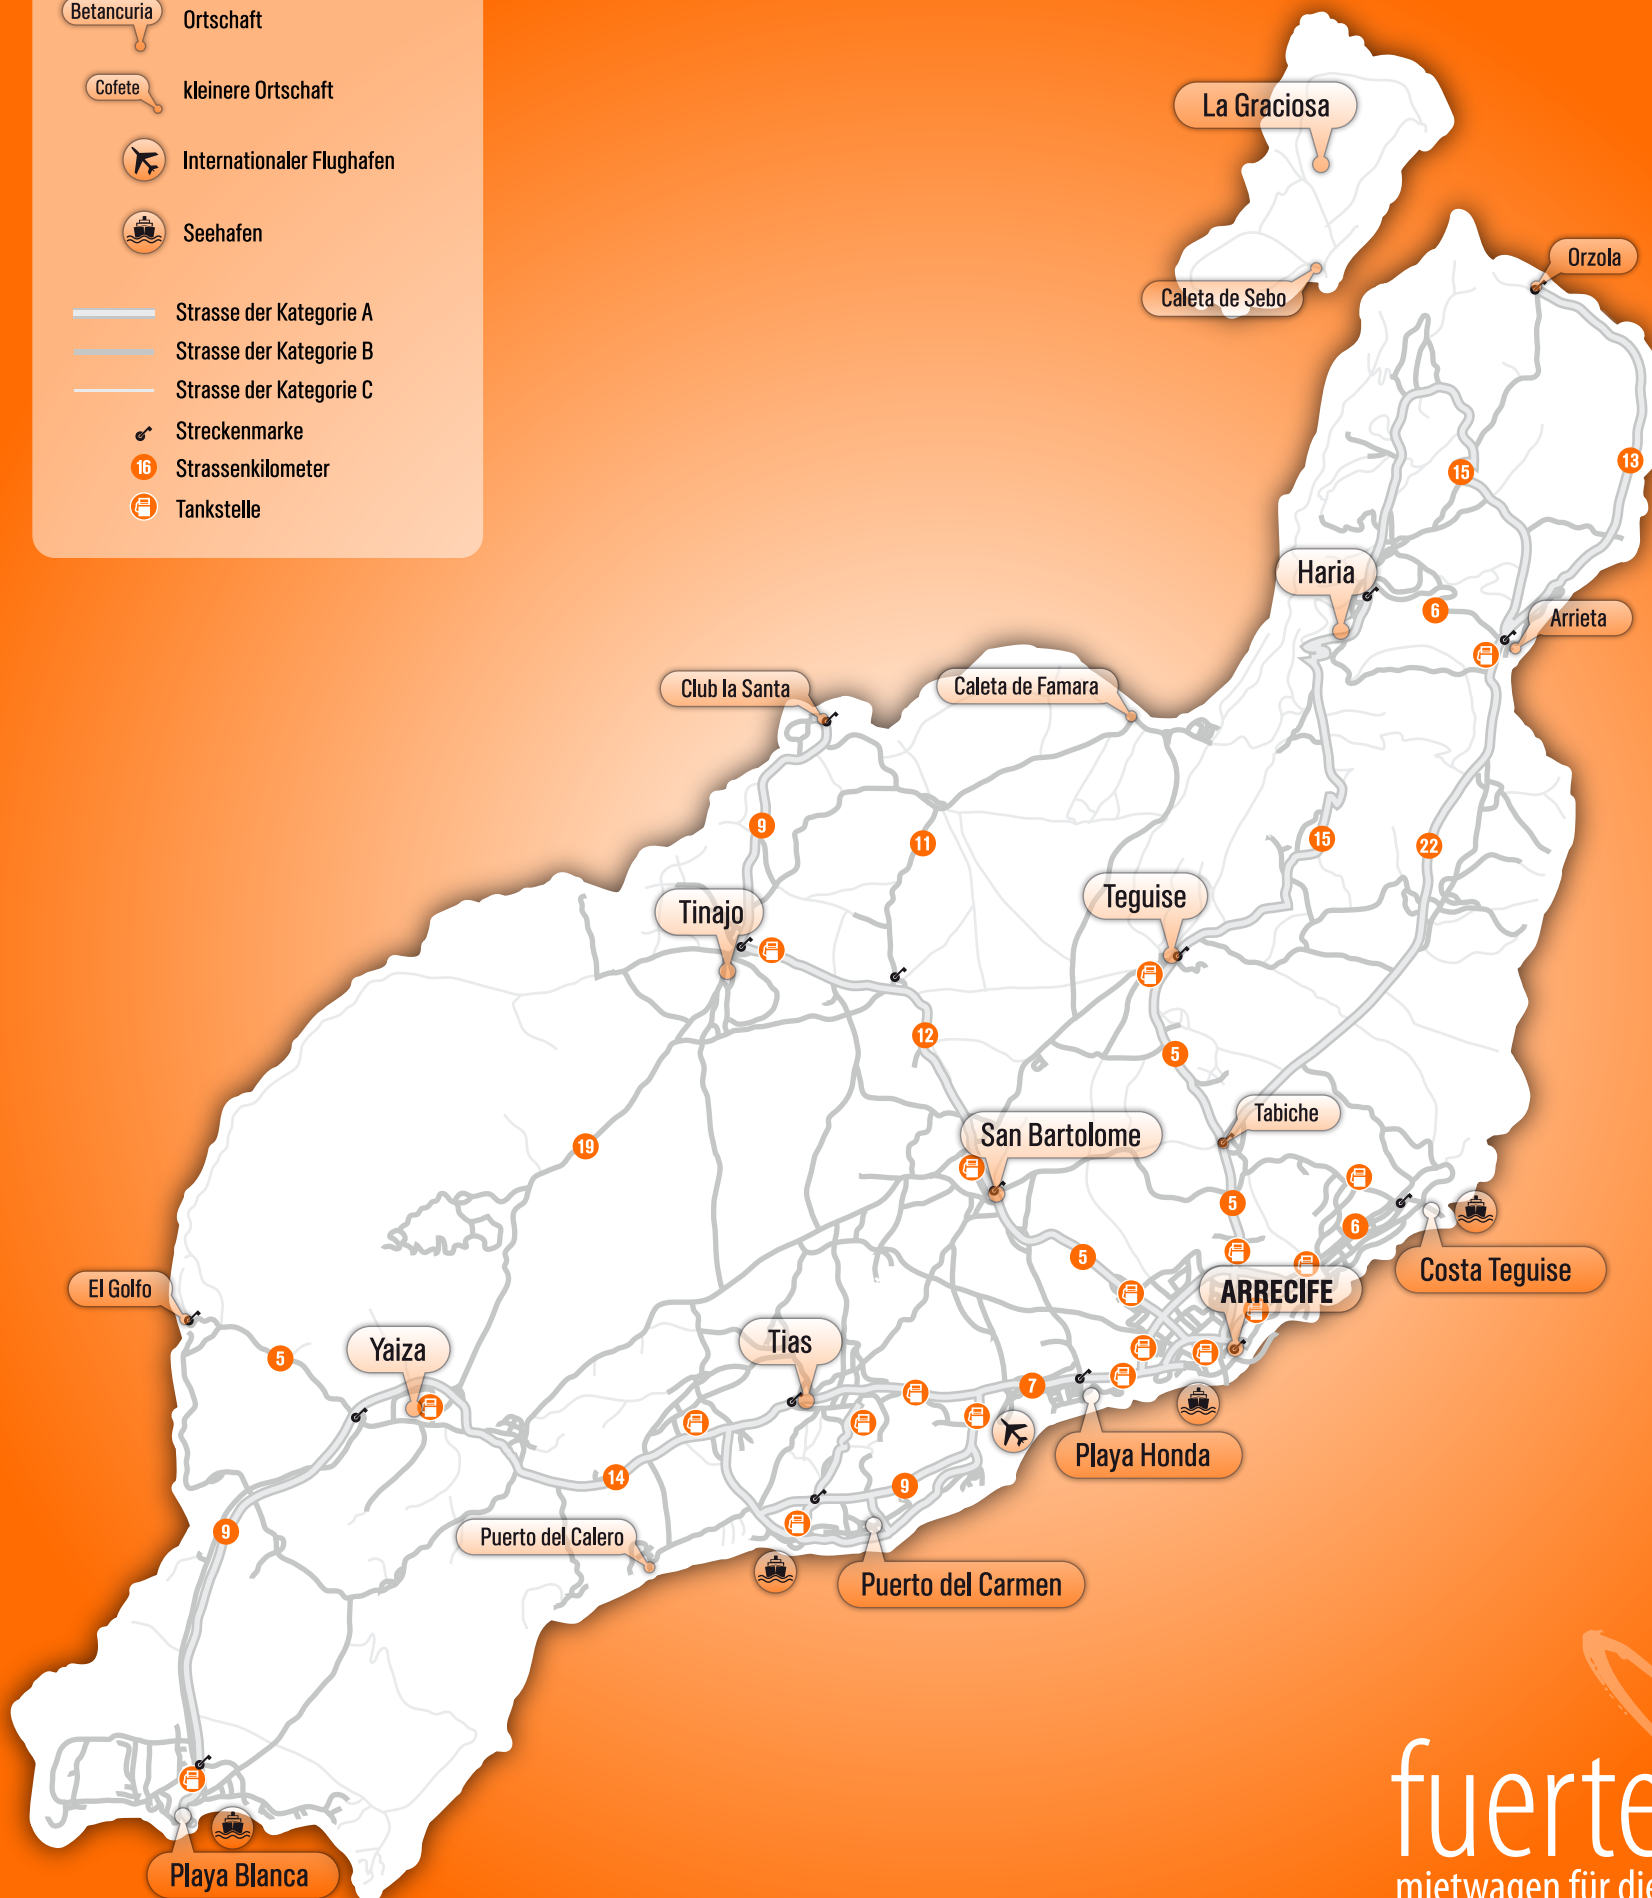 Betancuria
Ortschaft
Cofete
kleinere Ortschaft
Internationaler Flughafen
Seehafen
Strasse der Kategorie A
Strasse der Kategorie B
Strasse der Kategorie C
Streckenmarke
16 Strassenkilometer
Tankstelle
La Graciosa
Orzola
Caleta de Sebo
13
15
Haria
6
Arrieta
Club la Santa
Caleta de Famara
9
11
15
22
Teguise
Tinajo
12
5
Tabiche
San Bartolome
19
5
6
5
Costa Teguise
El Golfo
ARRECIFE
Yaiza
Tias
5
7
Playa Honda
14
9
9
Puerto del Calero
Puerto del Carmen
fuerte
mietwagen für die
Playa Blanca